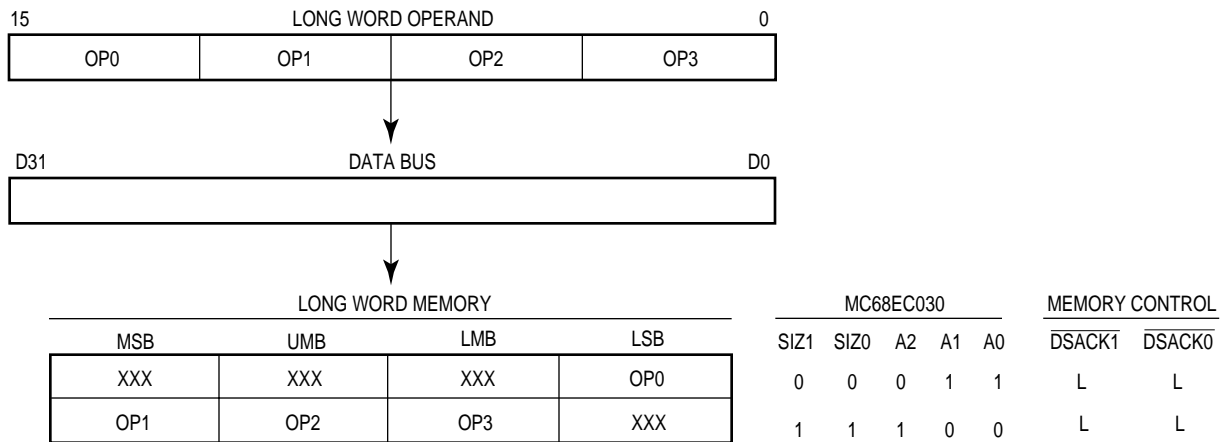 15 LONG WORD OPERAND 0
OP0 OP1 OP2 OP3
D31 DATA BUS D0
LONG WORD MEMORY MC68EC030 MEMORY CONTROL
MSB UMB LMB LSB SIZ1 SIZ0 A2 A1 A0 DSACK1 DSACK0
XXX XXX XXX OP0 0 0 0 1 1 L L
OP1 OP2 OP3 XXX 1 1 1 0 0 L L